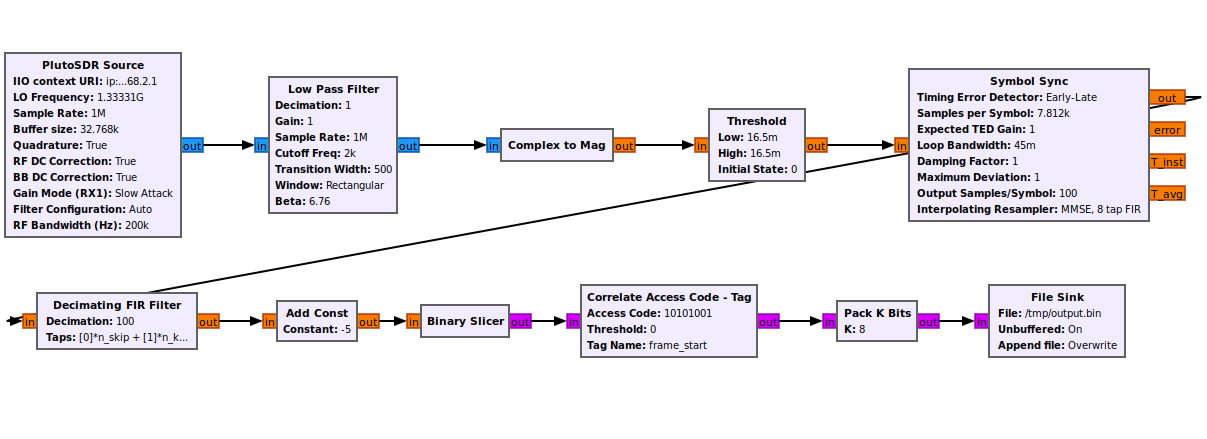 PlutoSDR Source
IIO context URI: ip:...68.2.1
LO Frequency: 1.33331G
Sample Rate: 1M
Buffer size: 32.768k
Quadrature: True
RF DC Correction: True
BB DC Correction: True
Gain Mode (RX1): Slow Attack
Filter Configuration: Auto
RF Bandwidth (Hz): 200k
out
in
Low Pass Filter
Decimation: 1
Gain: 1
Sample Rate: 1M
Cutoff Freq: 2k
Transition Width: 500
Window: Rectangular
Beta: 6.76
out
in
Complex to Mag
out
in
Threshold
Low: 16.5m
High: 16.5m
Initial State: 0
out
in
Symbol Sync
Timing Error Detector: Early-Late
Samples per Symbol: 7.812k
Expected TED Gain: 1
Loop Bandwidth: 45m
Damping Factor: 1
Maximum Deviation: 1
Output Samples/Symbol: 100
Interpolating Resampler: MMSE, 8 tap FIR
out
error
T_inst
T_avg
in
Decimating FIR Filter
Decimation: 100
Taps: [0]*n_skip + [1]*n_k...
out
in
Add Const
Constant: -5
out
in
Binary Slicer
out
in
Correlate Access Code - Tag
Access Code: 10101001
Threshold: 0
Tag Name: frame_start
out
in
Pack K Bits
K: 8
out
in
File Sink
File: /tmp/output.bin
Unbuffered: On
Append file: Overwrite